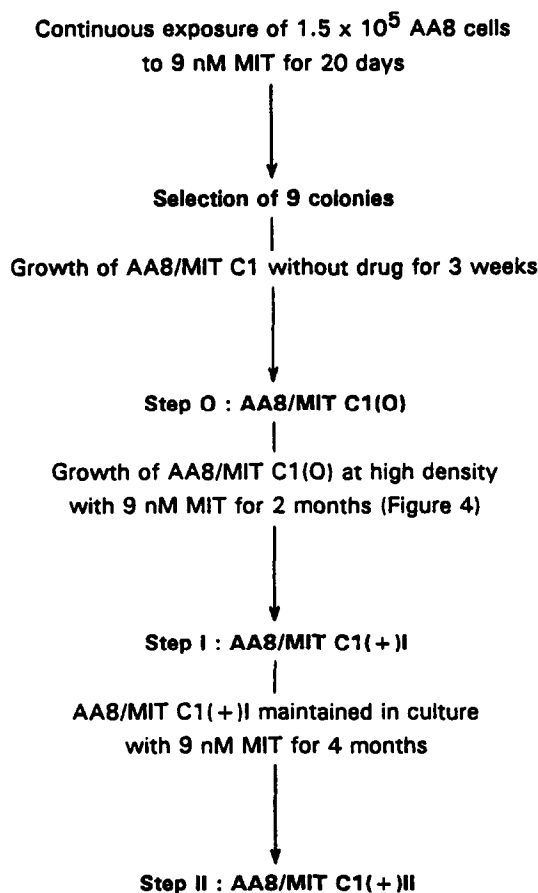 Continuous exposure of 1.5 x 10⁵ AA8 cells
to 9 nM MIT for 20 days
Selection of 9 colonies
Growth of AA8/MIT C1 without drug for 3 weeks
Step O : AA8/MIT C1(O)
Growth of AA8/MIT C1(O) at high density
with 9 nM MIT for 2 months (Figure 4)
Step I : AA8/MIT C1(+)I
AA8/MIT C1(+)I maintained in culture
with 9 nM MIT for 4 months
Step II : AA8/MIT C1(+)II